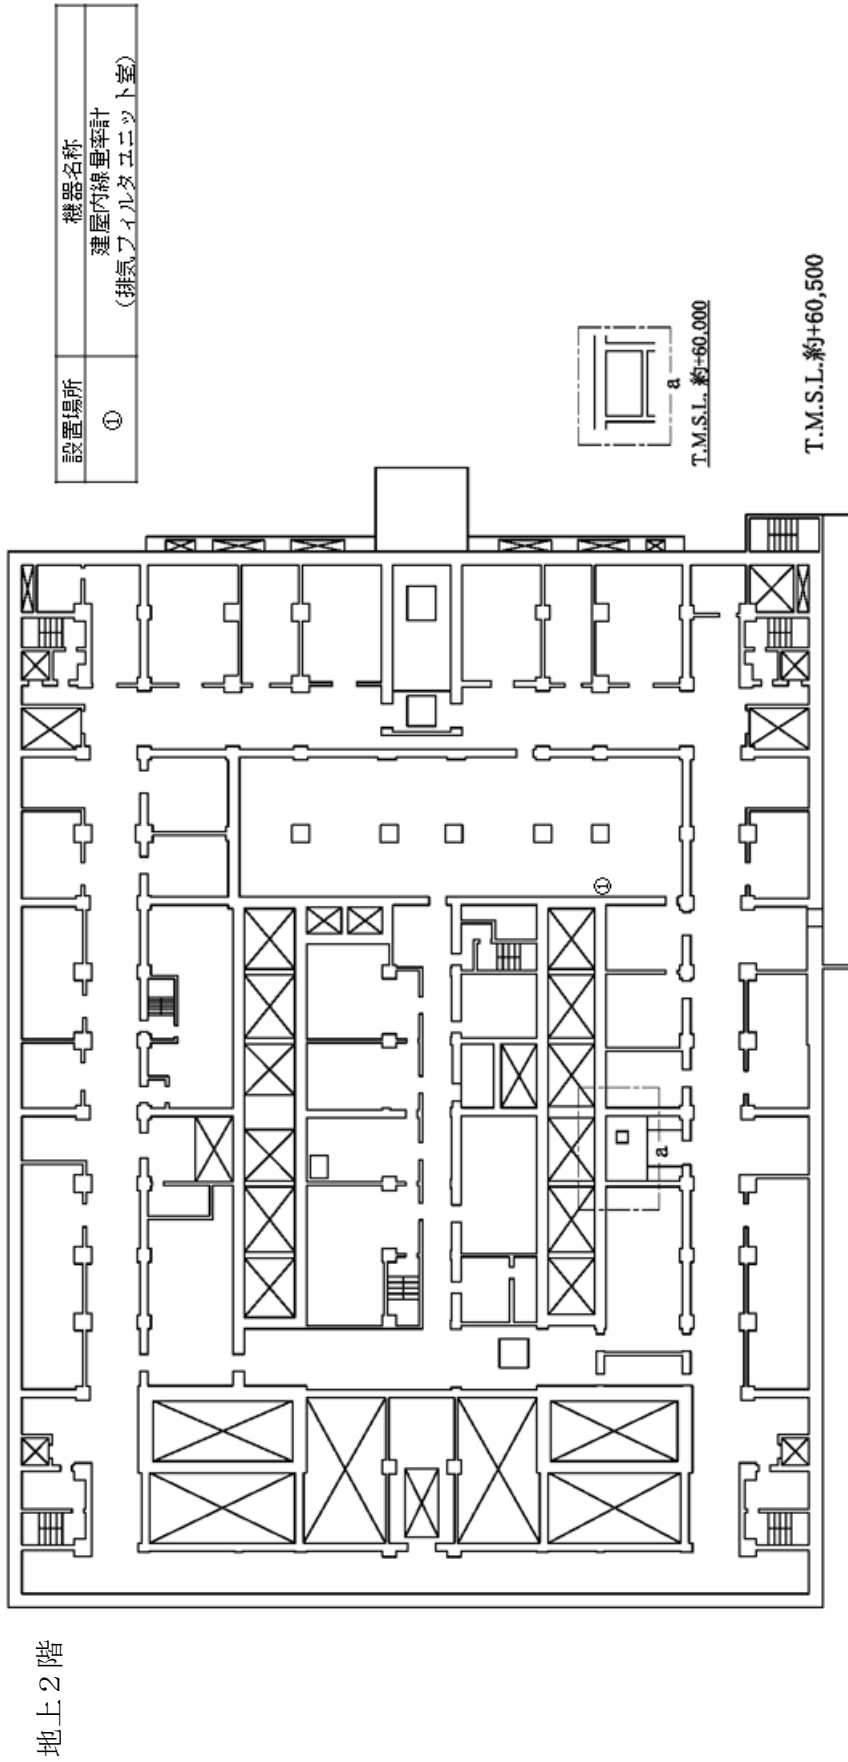 地上２階
設置場所
機器名称
①
建屋内線量率計
（排気フィルタユニット室）
①
a
a
T.M.S.L. 約+60,000
T.M.S.L.約+60,500